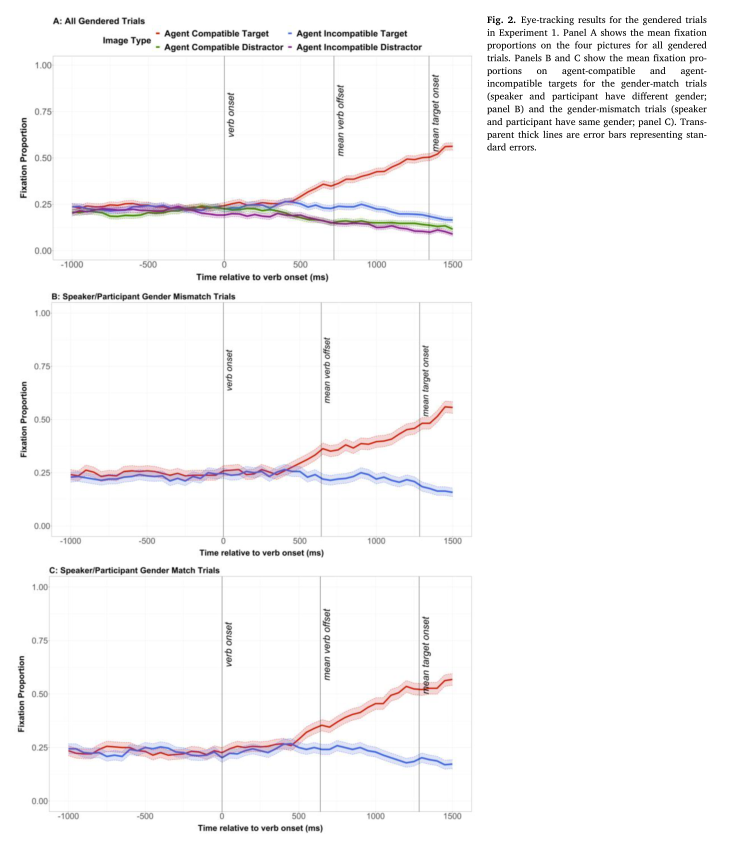 A: All Gendered Trials
Image Type
Agent Compatible Target
Agent Incompatible Target
Agent Compatible Distractor
Agent Incompatible Distractor
1.00
0.75
0.50
0.25
0.00
Fixation Proportion
verb onset
mean verb offset
mean target onset
-1000
-500
0
500
1000
1500
Time relative to verb onset (ms)
B: Speaker/Participant Gender Mismatch Trials
1.00
0.75
0.50
0.25
0.00
Fixation Proportion
verb onset
mean verb offset
mean target onset
-1000
-500
0
500
1000
1500
Time relative to verb onset (ms)
C: Speaker/Participant Gender Match Trials
1.00
0.75
0.50
0.25
0.00
Fixation Proportion
verb onset
mean verb offset
mean target onset
-1000
-500
0
500
1000
1500
Time relative to verb onset (ms)
Fig. 2. Eye-tracking results for the gendered trials
in Experiment 1. Panel A shows the mean fixation
proportions on the four pictures for all gendered
trials. Panels B and C show the mean fixation pro-
portions on agent-compatible and agent-
incompatible targets for the gender-match trials
(speaker and participant have different gender;
panel B) and the gender-mismatch trials (speaker
and participant have same gender; panel C). Trans-
parent thick lines are error bars representing stan-
dard errors.